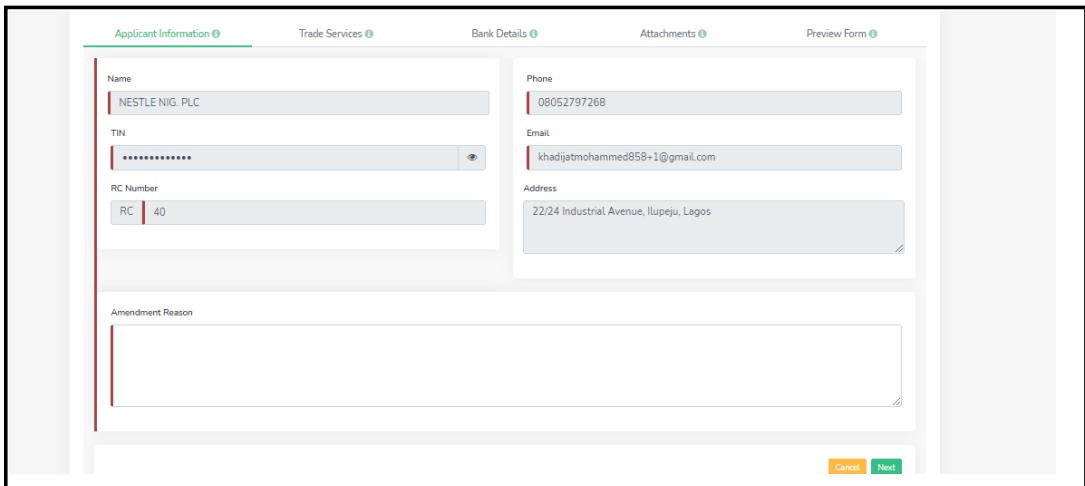 Applicant Information Trade Services Bank Details Attachments Preview Form
Name
NESTLE NIG. PLC
TIN
•••••••••••••
RC Number
RC 40
Phone
08052797268
Email
khadijatmohammed858+1@gmail.com
Address
22/24 Industrial Avenue, Ilupeju, Lagos
Amendment Reason
Cancel Next